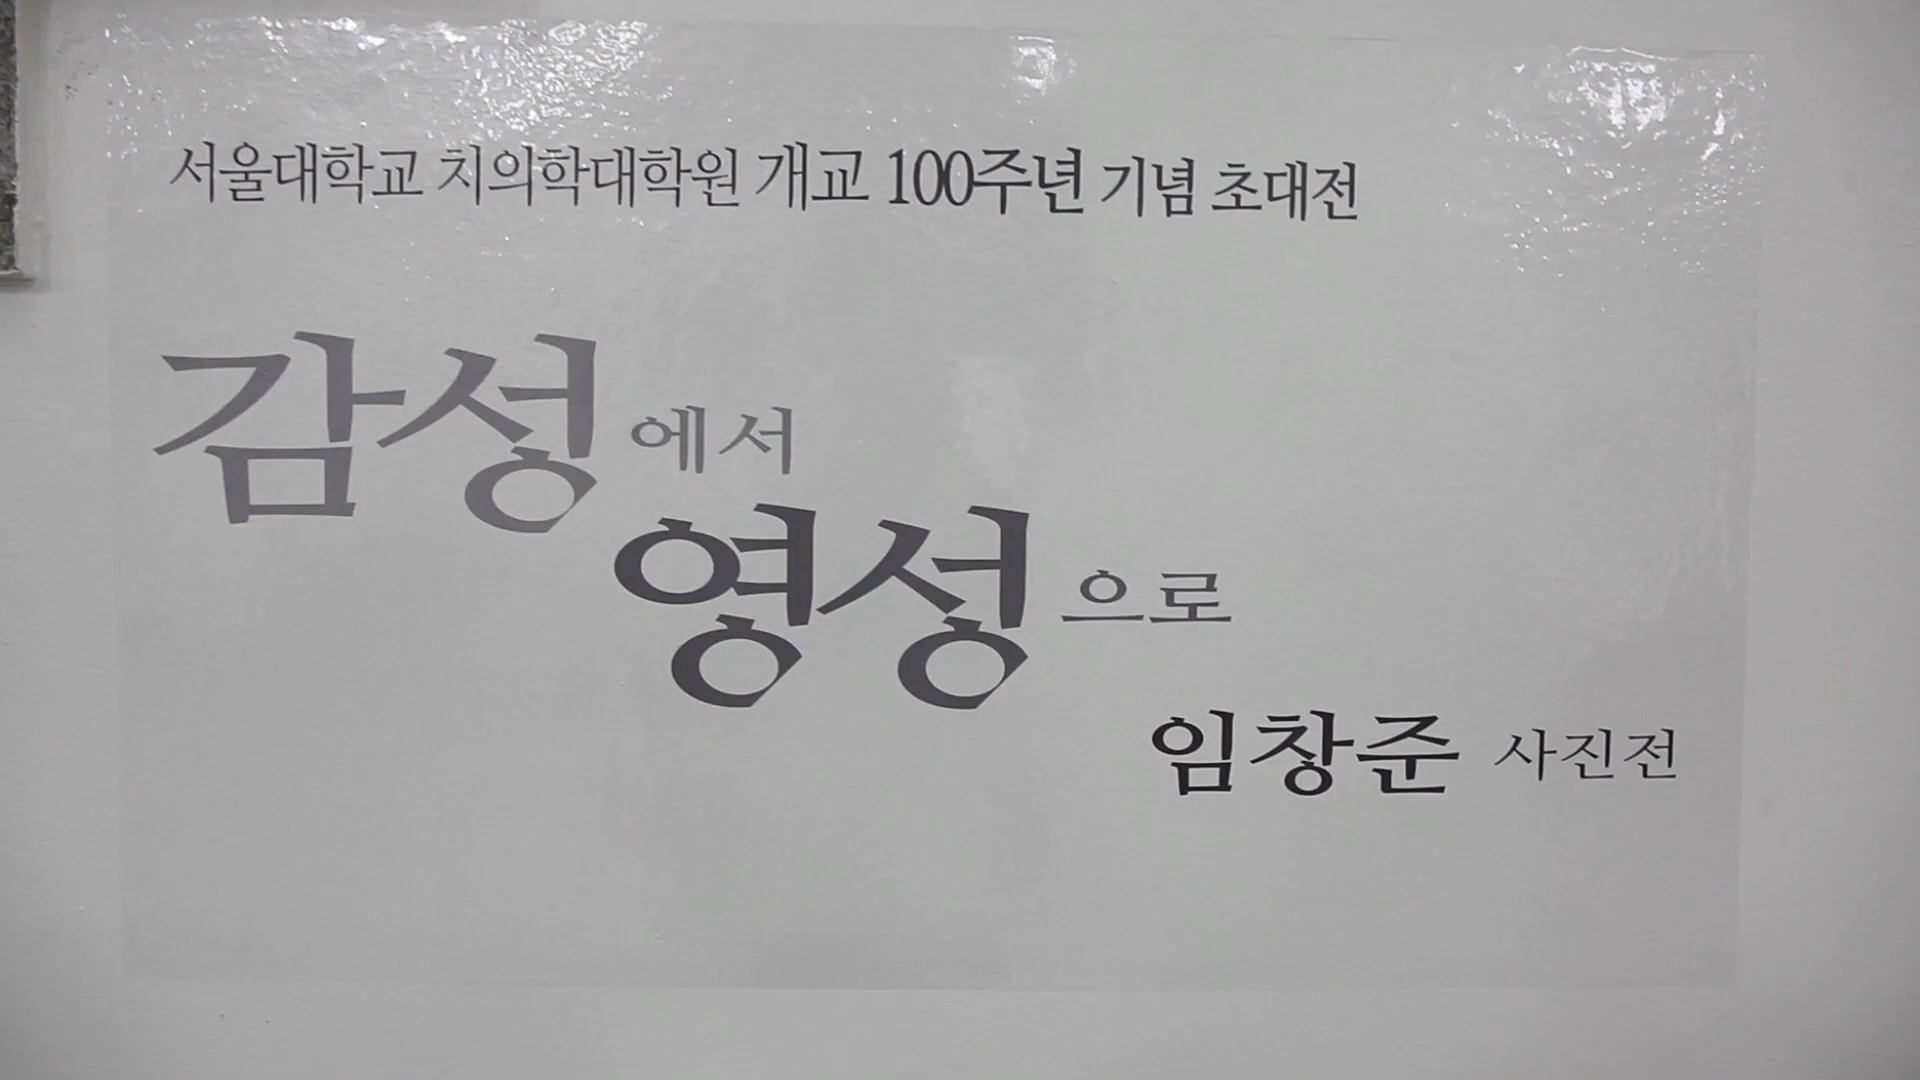 서울대학교 치의학대학원 개교 100주년 기념 초대전
감성에서
영성으로
임창준 사진전